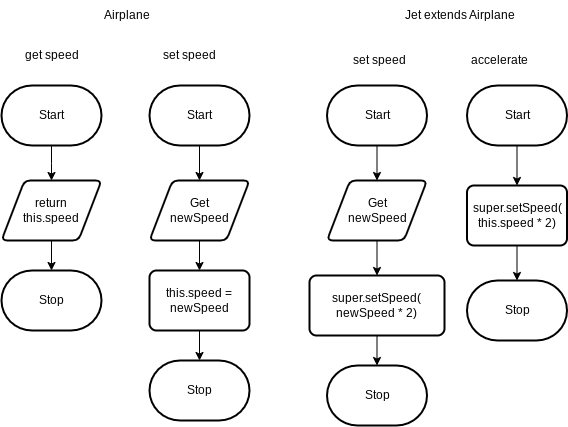 Airplane
Jet extends Airplane
get speed
set speed
set speed
accelerate
Start
Start
Start
Start
return
this.speed
Get
newSpeed
Get
newSpeed
super.setSpeed(
this.speed * 2)
Stop
this.speed =
newSpeed
super.setSpeed(
newSpeed * 2)
Stop
Stop
Stop